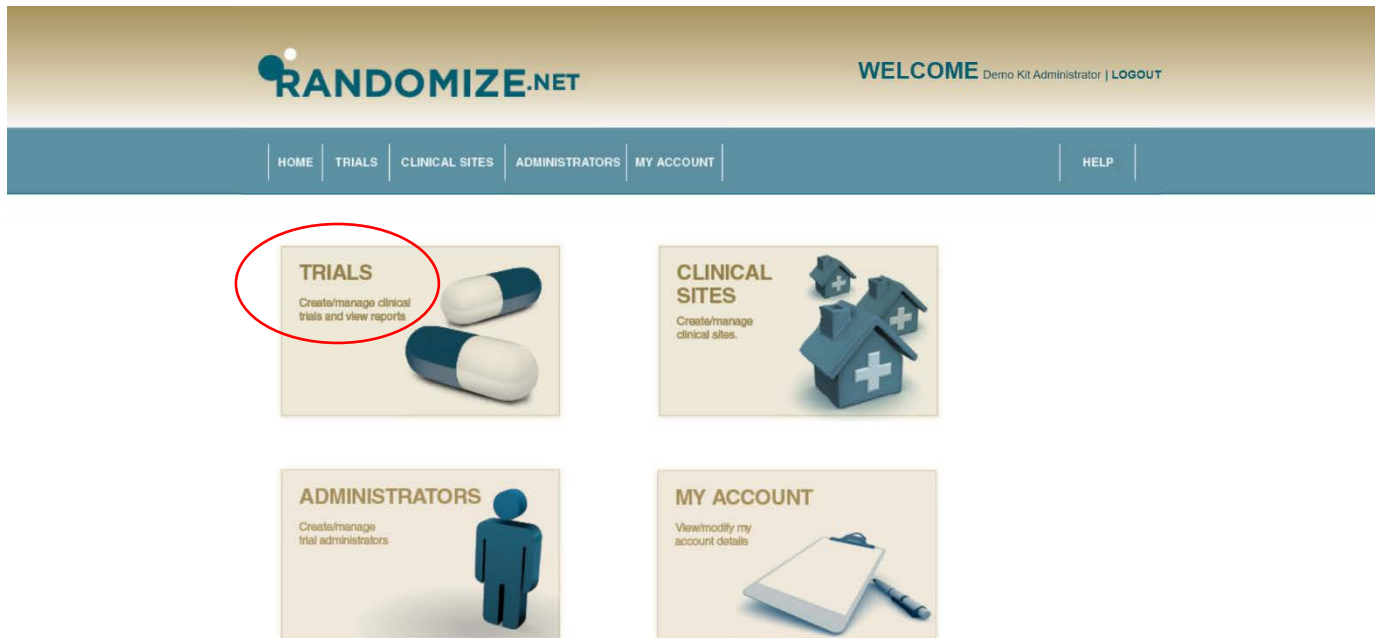 RANDOMIZE.NET
WELCOME Demo Kit Administrator | LOGOUT
HOME TRIALS CLINICAL SITES ADMINISTRATORS MY ACCOUNT HELP
TRIALS
Create/manage clinical
trials and view reports
CLINICAL
SITES
Create/manage
clinical sites.
ADMINISTRATORS
Create/manage
trial administrators
MY ACCOUNT
View/modify my
account details